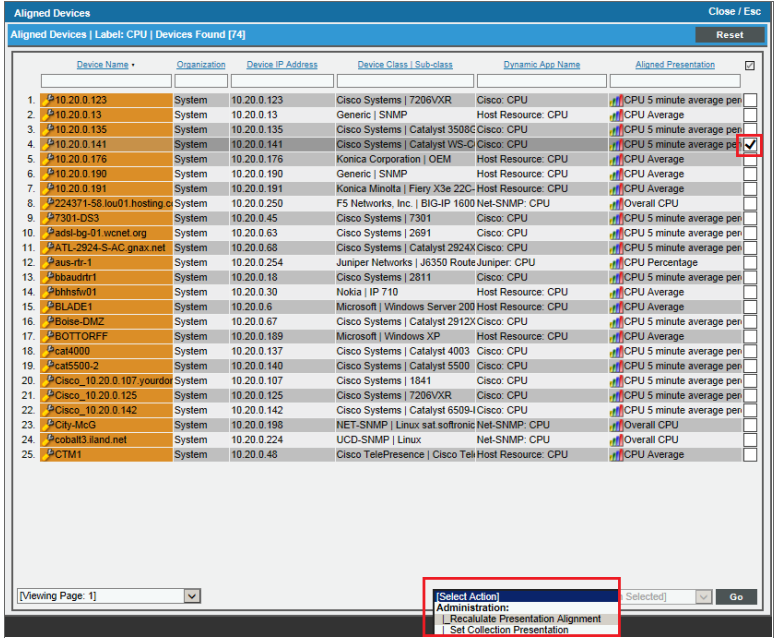 Aligned Devices Close / Esc
Aligned Devices | Label: CPU | Devices Found [74] Reset
Device Name • Organization Device IP Address Device Class | Sub-class Dynamic App Name Aligned Presentation
1. 10.20.0.123 System 10.20.0.123 Cisco Systems | 7206VXR Cisco: CPU CPU 5 minute average per
2. 10.20.0.13 System 10.20.0.13 Generic | SNMP Host Resource: CPU CPU Average
3. 10.20.0.135 System 10.20.0.135 Cisco Systems | Catalyst 3508G Cisco: CPU CPU 5 minute average per
4. 10.20.0.141 System 10.20.0.141 Cisco Systems | Catalyst WS-C Cisco: CPU CPU 5 minute average per
5. 10.20.0.176 System 10.20.0.176 Konica Corporation | OEM Host Resource: CPU CPU Average
6. 10.20.0.190 System 10.20.0.190 Generic | SNMP Host Resource: CPU CPU Average
7. 10.20.0.191 System 10.20.0.191 Konica Minolta | Fiery X3e 22C- Host Resource: CPU CPU Average
8. 224371-58.lou01.hosting.c System 10.20.0.250 F5 Networks, Inc. | BIG-IP 1600 Net-SNMP: CPU Overall CPU
9. 7301-DS3 System 10.20.0.45 Cisco Systems | 7301 Cisco: CPU CPU 5 minute average per
10. adsl-bg-01.wcnet.org System 10.20.0.63 Cisco Systems | 2691 Cisco: CPU CPU 5 minute average per
11. ATL-2924-S-AC.gnax.net System 10.20.0.68 Cisco Systems | Catalyst 2924X Cisco: CPU CPU 5 minute average per
12. aus-rtr-1 System 10.20.0.254 Juniper Networks | J6350 Route Juniper: CPU CPU Percentage
13. bbaudrtr1 System 10.20.0.18 Cisco Systems | 2811 Cisco: CPU CPU 5 minute average per
14. bhhsfw01 System 10.20.0.30 Nokia | IP 710 Host Resource: CPU CPU Average
15. BLADE1 System 10.20.0.6 Microsoft | Windows Server 200 Host Resource: CPU CPU Average
16. Boise-DMZ System 10.20.0.67 Cisco Systems | Catalyst 2912X Cisco: CPU CPU 5 minute average per
17. BOTTORFF System 10.20.0.189 Microsoft | Windows XP Host Resource: CPU CPU Average
18. cat4000 System 10.20.0.137 Cisco Systems | Catalyst 4003 Cisco: CPU CPU 5 minute average per
19. cat5500-2 System 10.20.0.140 Cisco Systems | Catalyst 5500 Cisco: CPU CPU 5 minute average per
20. Cisco_10.20.0.107.yourdor System 10.20.0.107 Cisco Systems | 1841 Cisco: CPU CPU 5 minute average per
21. Cisco_10.20.0.125 System 10.20.0.125 Cisco Systems | 7206VXR Cisco: CPU CPU 5 minute average per
22. Cisco_10.20.0.142 System 10.20.0.142 Cisco Systems | Catalyst 6509-I Cisco: CPU CPU 5 minute average per
23. City-McG System 10.20.0.198 NET-SNMP | Linux sat.softronic Net-SNMP: CPU Overall CPU
24. cobalt3.iland.net System 10.20.0.224 UCD-SNMP | Linux Net-SNMP: CPU Overall CPU
25. CTM1 System 10.20.0.48 Cisco TelePresence | Cisco Tele Host Resource: CPU CPU Average
[Viewing Page: 1] [Select Action] Selected] Go
Administration:
|_Recalulate Presentation Alignment
|_Set Collection Presentation